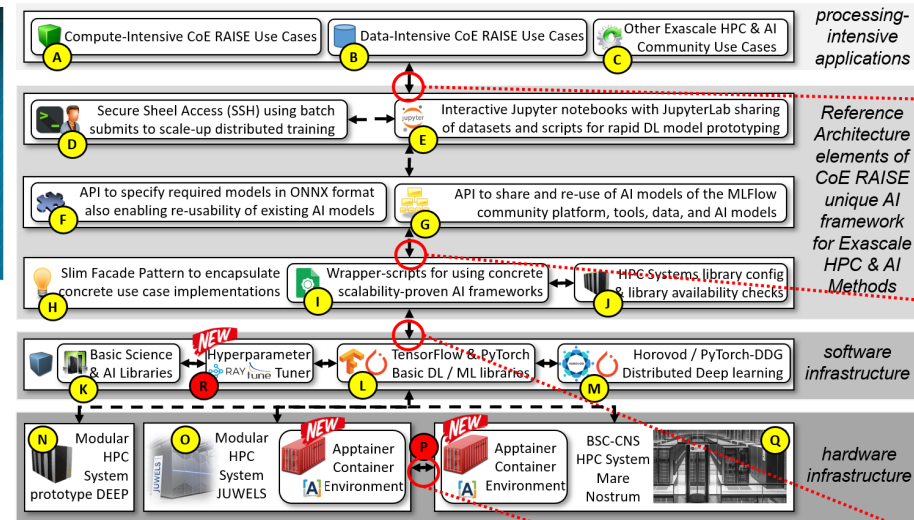 processing-
intensive
applications
Compute-Intensive CoE RAISE Use Cases
A
Data-Intensive CoE RAISE Use Cases
B
Other Exascale HPC & AI
Community Use Cases
C
Reference
Architecture
elements of
CoE RAISE
unique AI
framework
for Exascale
HPC & AI
Methods
Secure Sheel Access (SSH) using batch
submits to scale-up distributed training
D
jupyter
Interactive Jupyter notebooks with JupyterLab sharing
of datasets and scripts for rapid DL model prototyping
E
API to specify required models in ONNX format
also enabling re-usability of existing AI models
F
API to share and re-use of AI models of the MLFlow
community platform, tools, data, and AI models
G
Slim Facade Pattern to encapsulate
concrete use case implementations
H
Wrapper-scripts for using concrete
scalability-proven AI frameworks
I
HPC Systems library config
& library availability checks
J
software
infrastructure
Basic Science
& AI Libraries
K
NEW
Hyperparameter
RAY tune Tuner
R
TensorFlow & PyTorch
Basic DL / ML libraries
L
HOROVOD
Horovod / PyTorch-DDG
Distributed Deep learning
M
hardware
infrastructure
N
Modular
HPC
System
prototype DEEP
O
JUWELS
Modular
HPC
System
JUWELS
NEW
Apptainer
Container
[A] Environment
P
NEW
Apptainer
Container
[A] Environment
BSC-CNS
HPC System
Mare
Nostrum
Q